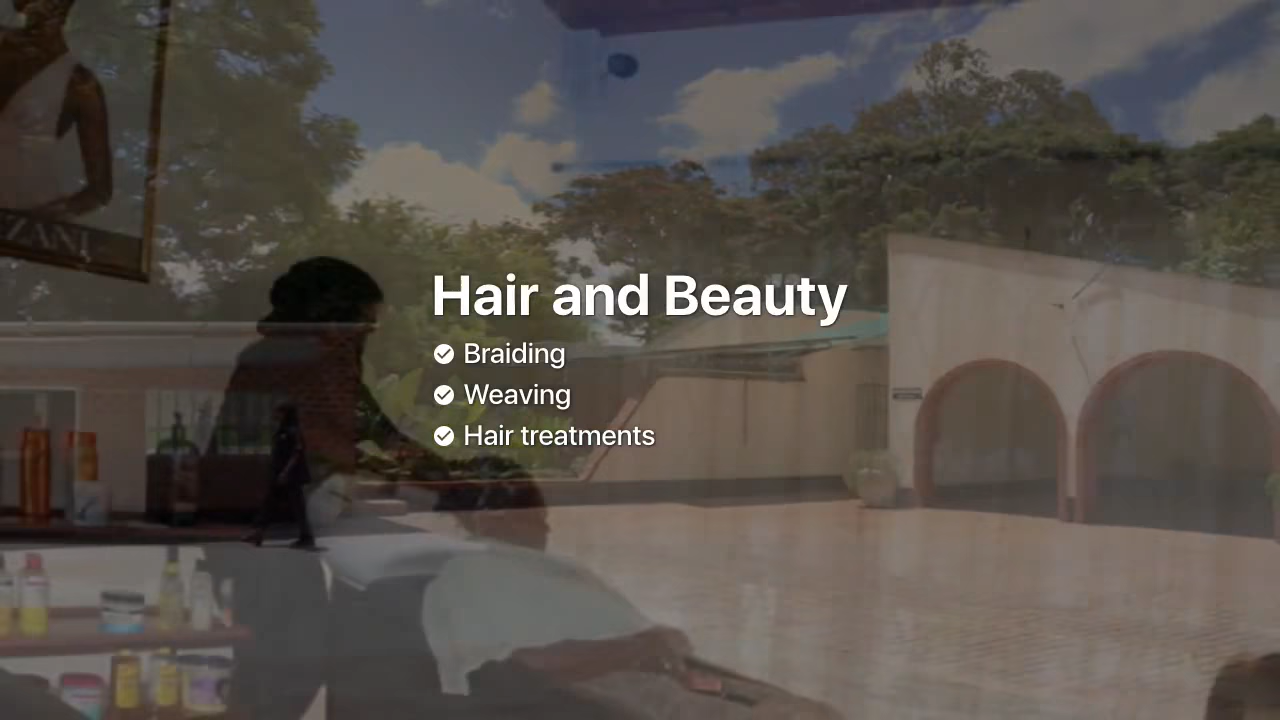 Hair and Beauty
Braiding
Weaving
Hair treatments